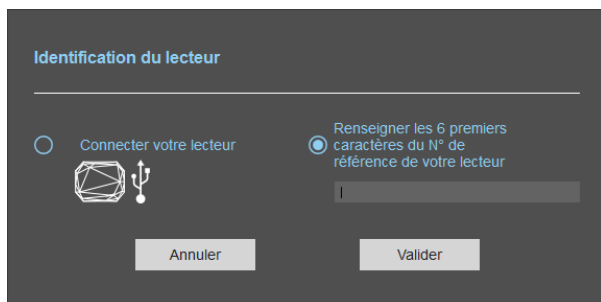 Identification du lecteur
Connecter votre lecteur
Renseigner les 6 premiers
caractères du N° de
référence de votre lecteur
Annuler
Valider